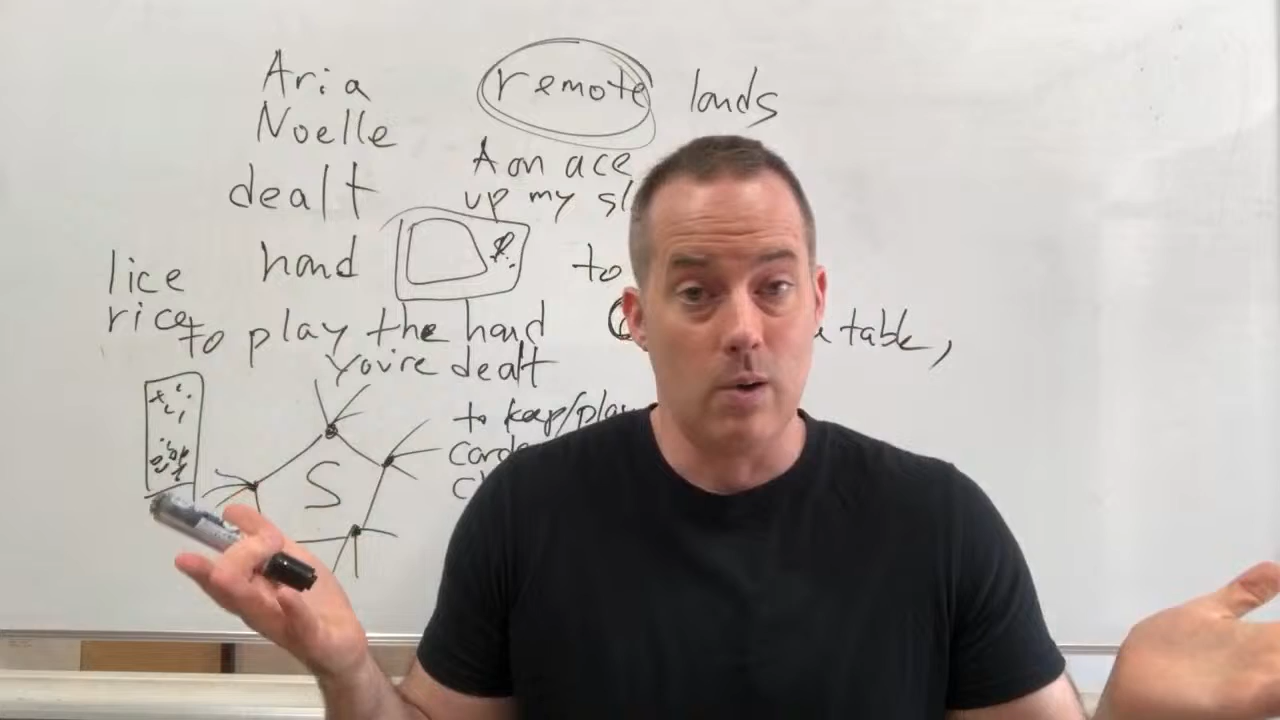 Aria
Noelle
remote lands
A on ace
up my sl
dealt
hand
to
lice
rice
to play the hand
you're dealt
table,
to keep/play
cards
S